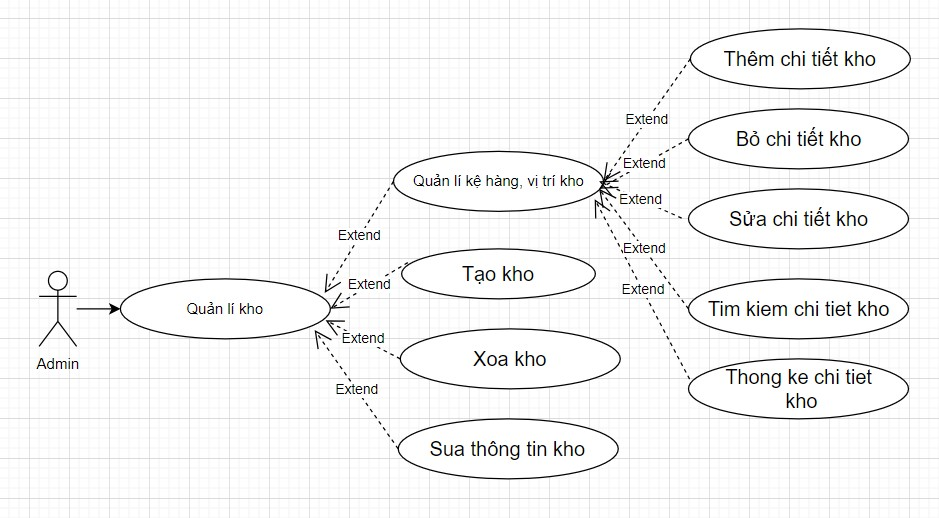 Thêm chi tiết kho
Extend
Bỏ chi tiết kho
Extend
Quản lí kệ hàng, vị trí kho
Extend
Sửa chi tiết kho
Extend
Extend
Tạo kho
Extend
Extend
Quản lí kho
Tim kiem chi tiet kho
Extend
Xoa kho
Admin
Extend
Thong ke chi tiet
kho
Sua thông tin kho